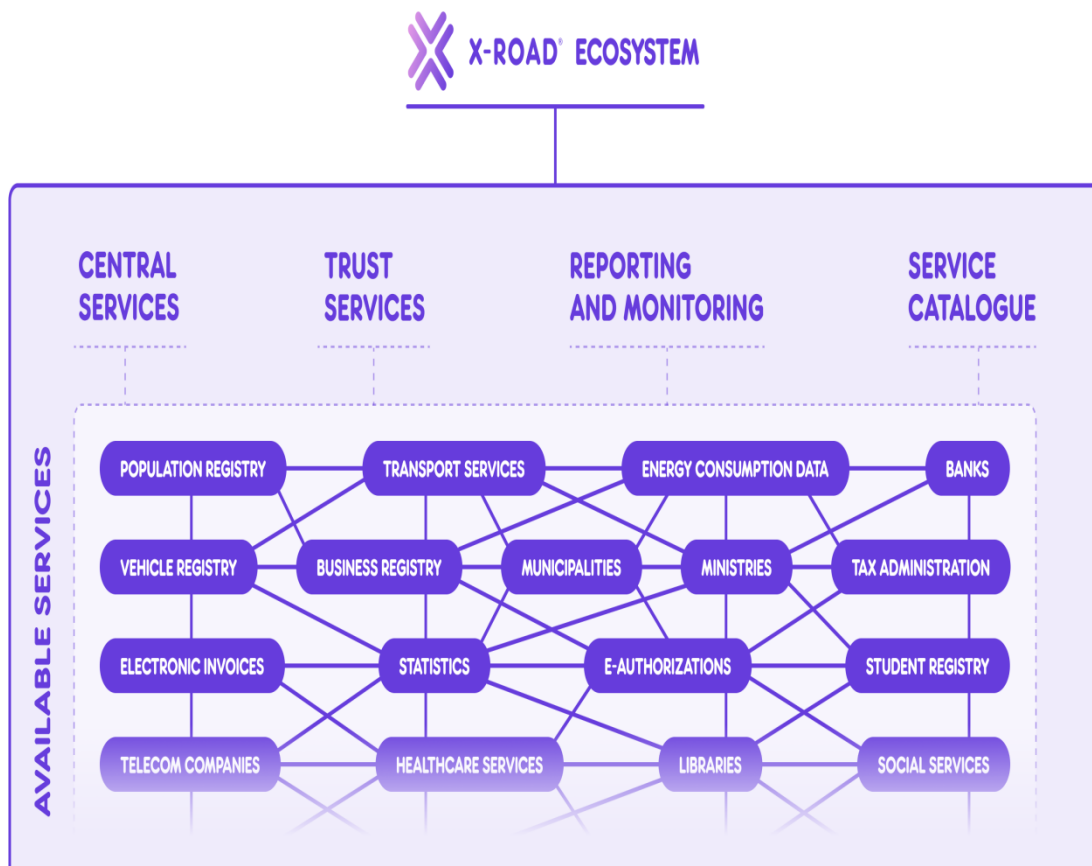 X-ROAD® ECOSYSTEM
CENTRAL
SERVICES
TRUST
SERVICES
REPORTING
AND MONITORING
SERVICE
CATALOGUE
AVAILABLE SERVICES
POPULATION REGISTRY
TRANSPORT SERVICES
ENERGY CONSUMPTION DATA
BANKS
VEHICLE REGISTRY
BUSINESS REGISTRY
MUNICIPALITIES
MINISTRIES
TAX ADMINISTRATION
ELECTRONIC INVOICES
STATISTICS
E-AUTHORIZATIONS
STUDENT REGISTRY
TELECOM COMPANIES
HEALTHCARE SERVICES
LIBRARIES
SOCIAL SERVICES